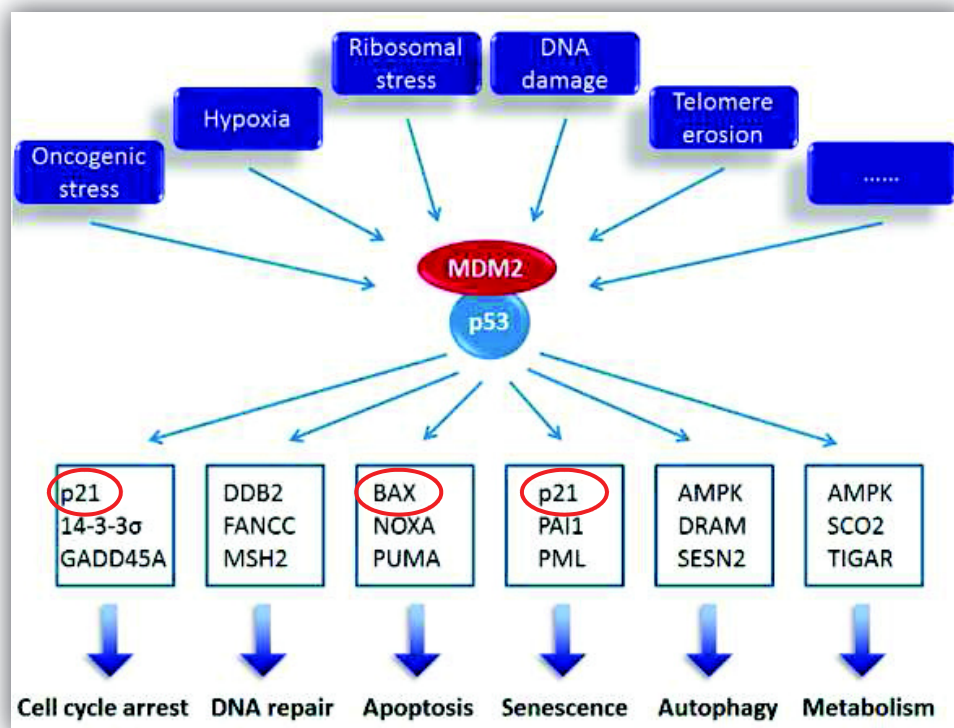 Ribosomal
stress
DNA
damage
Hypoxia
Telomere
erosion
Oncogenic
stress
......
MDM2
p53
p21
14-3-3σ
GADD45A
DDB2
FANCC
MSH2
BAX
NOXA
PUMA
p21
PAI1
PML
AMPK
DRAM
SESN2
AMPK
SCO2
TIGAR
Cell cycle arrest
DNA repair
Apoptosis
Senescence
Autophagy
Metabolism